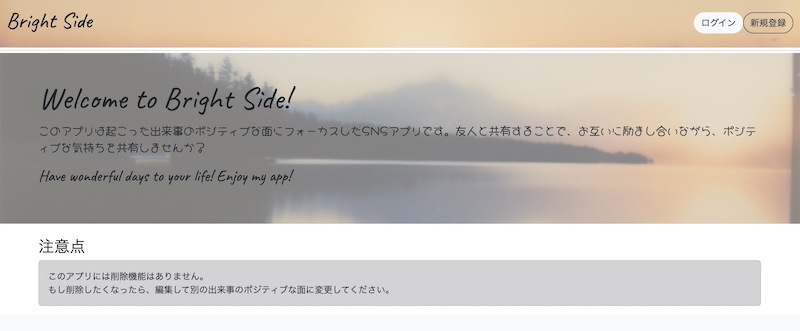 Bright Side
ログイン
新規登録
Welcome to Bright Side!
このアプリは起こった出来事のポジティブな面にフォーカスしたSNSアプリです。友人と共有することで、お互いに励まし合いながら、ポジテ
ィブな気持ちを共有しませんか？
Have wonderful days to your life! Enjoy my app!
注意点
このアプリには削除機能はありません。
もし削除したくなったら、編集して別の出来事のポジティブな面に変更してください。